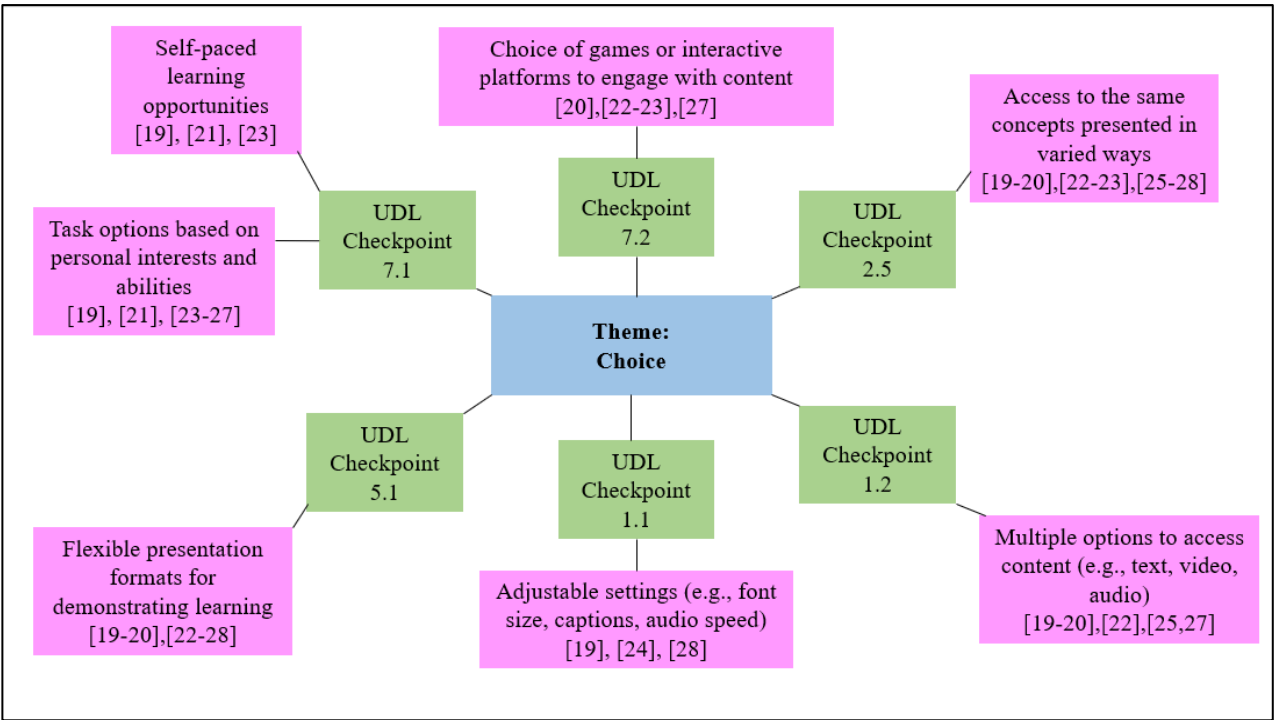 Self-paced
learning
opportunities
[19], [21], [23]
Choice of games or interactive
platforms to engage with content
[20],[22-23],[27]
Access to the same
concepts presented in
varied ways
[19-20],[22-23],[25-28]
Task options based on
personal interests and
abilities
[19], [21], [23-27]
UDL
Checkpoint
7.1
UDL
Checkpoint
7.2
UDL
Checkpoint
2.5
Theme:
Choice
UDL
Checkpoint
5.1
UDL
Checkpoint
1.1
UDL
Checkpoint
1.2
Flexible presentation
formats for
demonstrating learning
[19-20],[22-28]
Adjustable settings (e.g., font
size, captions, audio speed)
[19], [24], [28]
Multiple options to access
content (e.g., text, video,
audio)
[19-20],[22],[25,27]